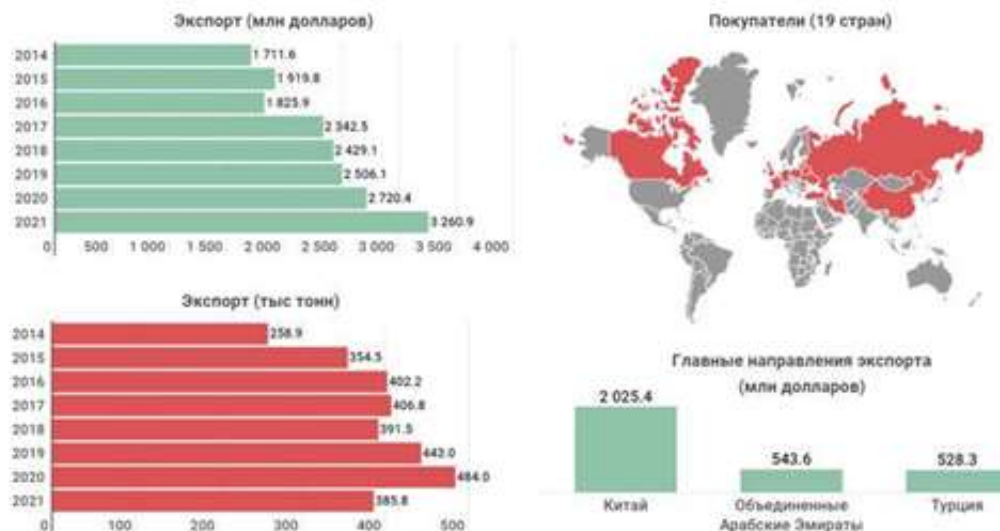 Экспорт (млн долларов)
2014 1 711.6
2015 1 919.8
2016 1 825.9
2017 2 342.5
2018 2 429.1
2019 2 506.1
2020 2 720.4
2021 3 260.9
0 500 1 000 1 500 2 000 2 500 3 000 3 500 4 000
Экспорт (тыс тонн)
2014 258.9
2015 354.5
2016 402.2
2017 406.8
2018 391.5
2019 443.0
2020 484.0
2021 385.8
0 100 200 300 400 500
Покупатели (19 стран)
Главные направления экспорта
(млн долларов)
2 025.4
543.6
528.3
Китай
Объединенные
Арабские Эмираты
Турция